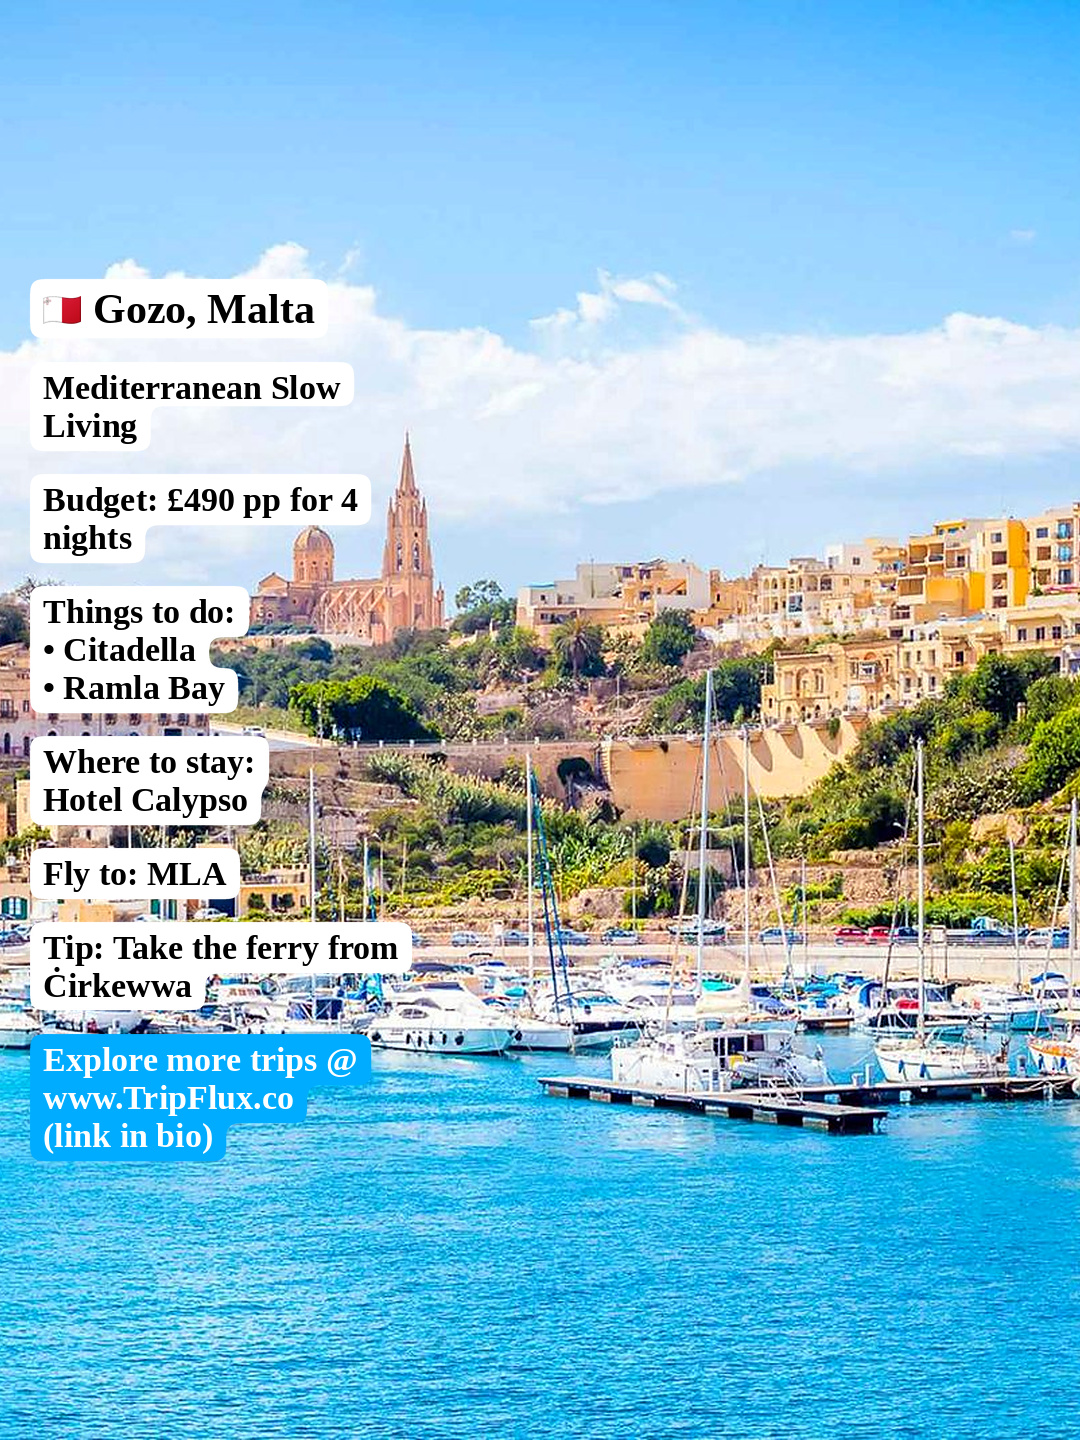 🇲🇹 Gozo, Malta
Mediterranean Slow
Living
Budget: £490 pp for 4
nights
Things to do:
• Citadella
• Ramla Bay
Where to stay:
Hotel Calypso
Fly to: MLA
Tip: Take the ferry from
Ċirkewwa
Explore more trips @
www.TripFlux.co
(link in bio)